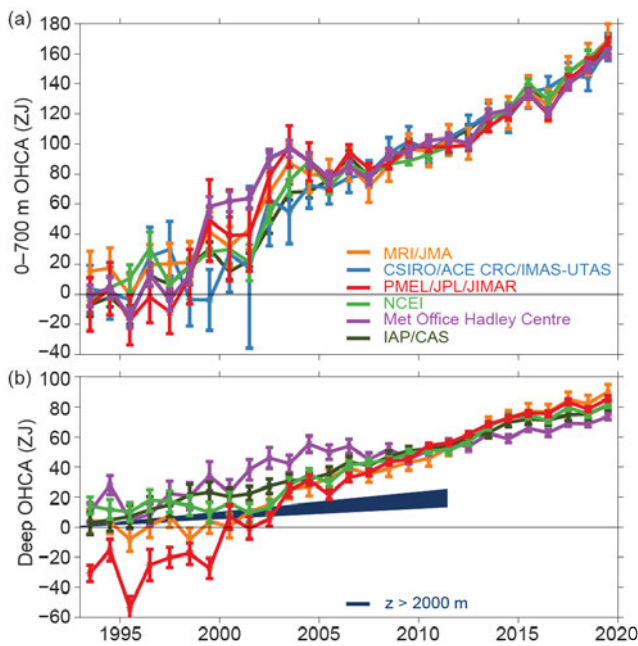 (a)
180
160
140
120
100
80
60
40
20
0
−20
−40
0–700 m OHCA (ZJ)
MRI/JMA
CSIRO/ACE CRC/IMAS-UTAS
PMEL/JPL/JIMAR
NCEI
Met Office Hadley Centre
IAP/CAS
(b)
100
80
60
40
20
0
−20
−40
−60
Deep OHCA (ZJ)
z > 2000 m
1995 2000 2005 2010 2015 2020